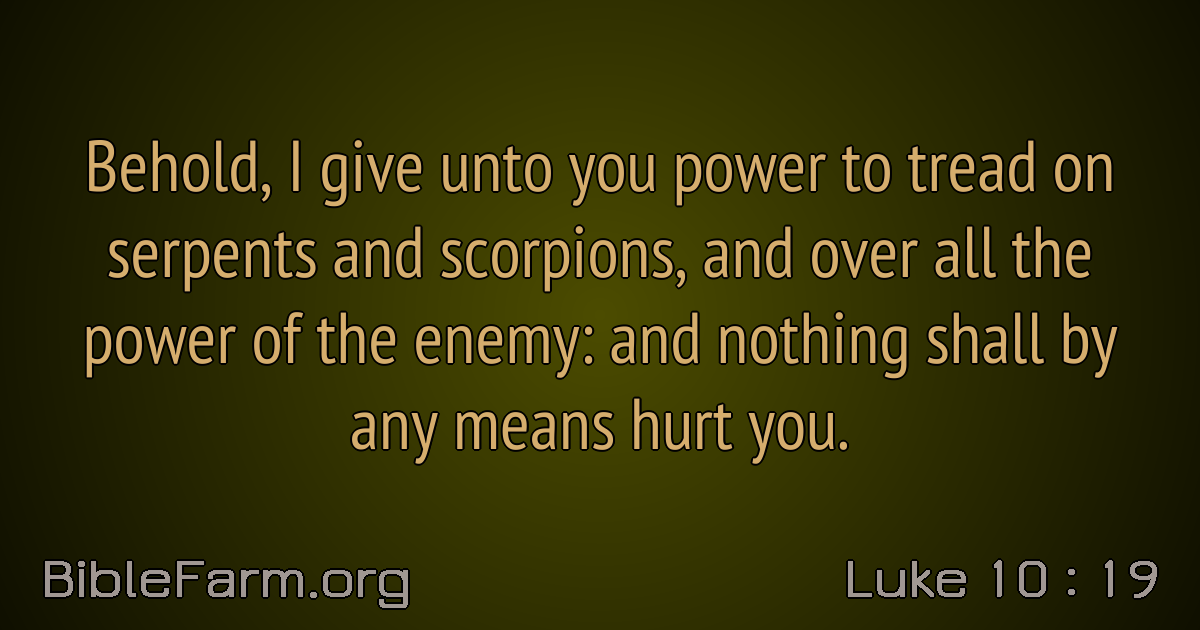 Behold, I give unto you power to tread on
serpents and scorpions, and over all the
power of the enemy: and nothing shall by
any means hurt you.
BibleFarm.org
Luke 10 : 19